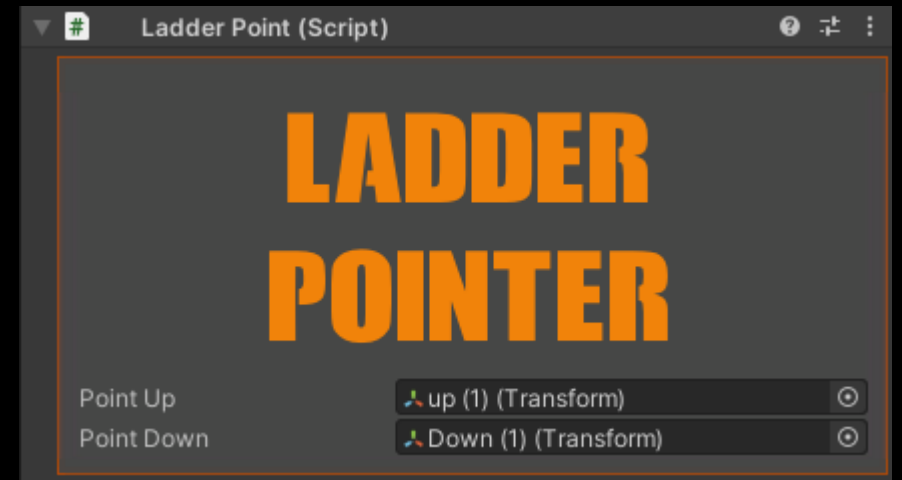 # Ladder Point (Script)
LADDER
POINTER
Point Up up (1) (Transform)
Point Down Down (1) (Transform)